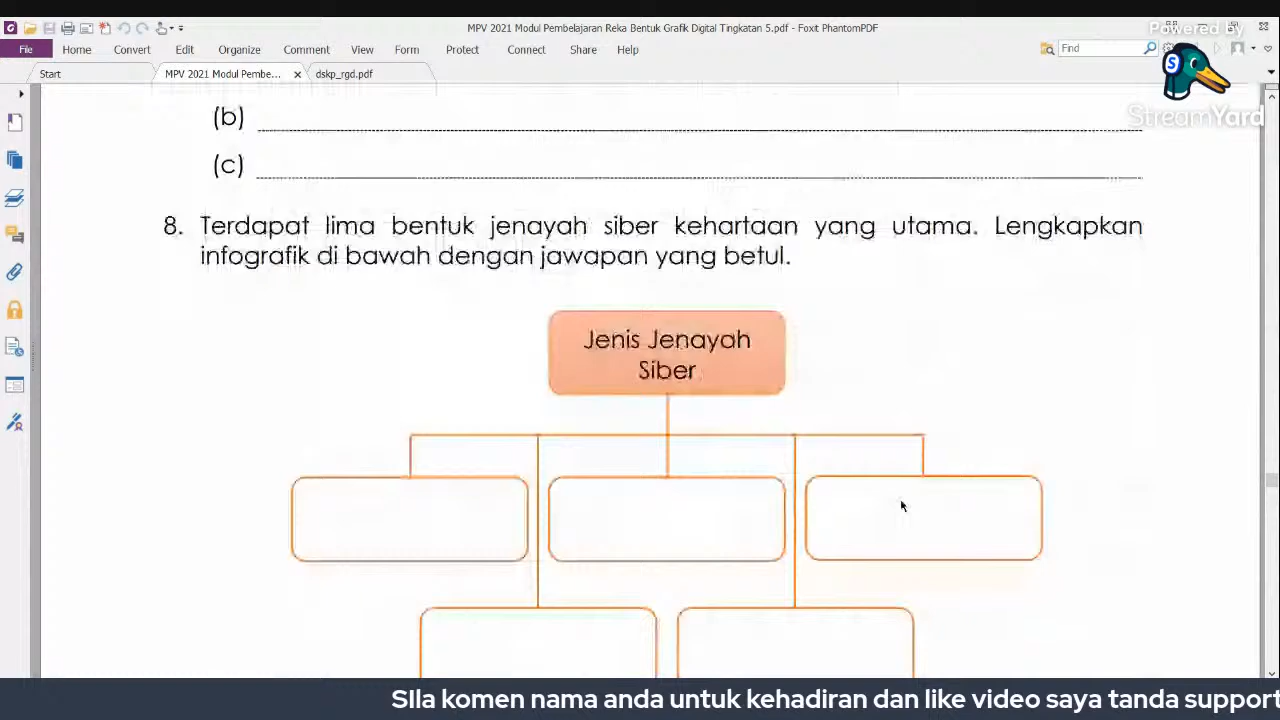 MPV 2021 Modul Pembelajaran Reka Bentuk Grafik Digital Tingkatan 5.pdf - Foxit PhantomPDF
Powered by
File Home Convert Edit Organize Comment View Form Protect Connect Share Help
Find
Start
MPV 2021 Modul Pembe...
dskp_rgd.pdf
StreamYard
(b)
(c)
8. Terdapat lima bentuk jenayah siber kehartaan yang utama. Lengkapkan
infografik di bawah dengan jawapan yang betul.
Jenis Jenayah
Siber
SIla komen nama anda untuk kehadiran dan like video saya tanda support